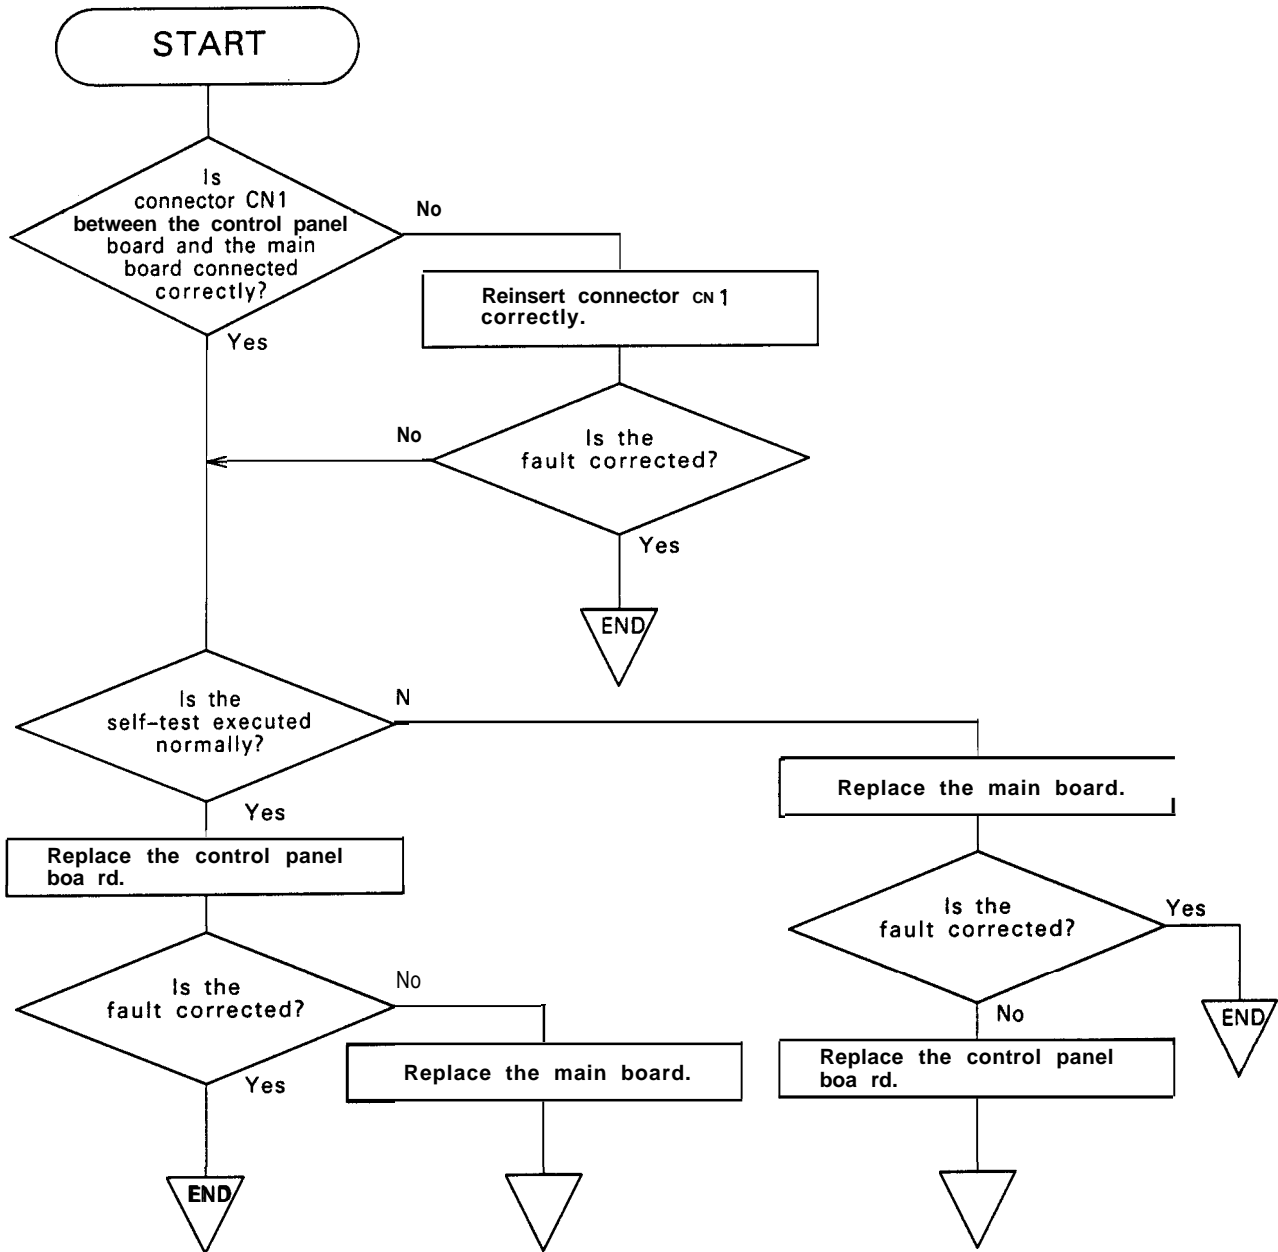 START
Is
connector CN1
between the control panel
board and the main
board connected
correctly?
No
Yes
Reinsert connector CN 1
correctly.
Is the
fault corrected?
No
Yes
END
Is the
self-test executed
normally?
N
Yes
Replace the main board.
Replace the control panel
boa rd.
Is the
fault corrected?
Yes
No
END
Is the
fault corrected?
No
Yes
Replace the main board.
Replace the control panel
boa rd.
END